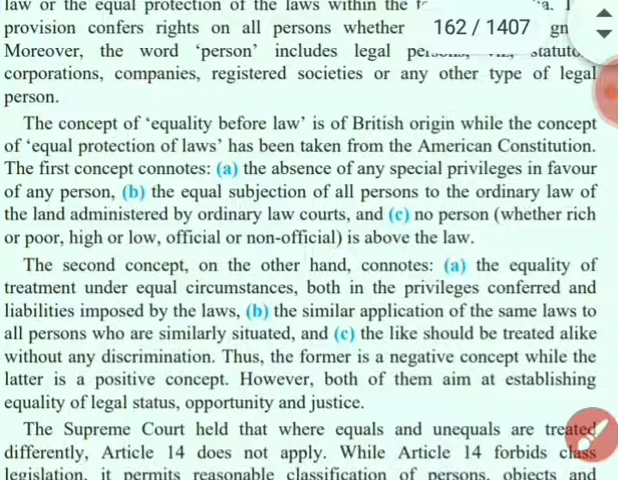 law or the equal protection of the laws within the
provision confers rights on all persons whether 162 / 1407
Moreover, the word ‘person’ includes legal
corporations, companies, registered societies or any other type of legal
person.
The concept of ‘equality before law’ is of British origin while the concept
of ‘equal protection of laws’ has been taken from the American Constitution.
The first concept connotes: (a) the absence of any special privileges in favour
of any person, (b) the equal subjection of all persons to the ordinary law of
the land administered by ordinary law courts, and (c) no person (whether rich
or poor, high or low, official or non-official) is above the law.
The second concept, on the other hand, connotes: (a) the equality of
treatment under equal circumstances, both in the privileges conferred and
liabilities imposed by the laws, (b) the similar application of the same laws to
all persons who are similarly situated, and (c) the like should be treated alike
without any discrimination. Thus, the former is a negative concept while the
latter is a positive concept. However, both of them aim at establishing
equality of legal status, opportunity and justice.
The Supreme Court held that where equals and unequals are treated
differently, Article 14 does not apply. While Article 14 forbids class
legislation, it permits reasonable classification of persons, objects and